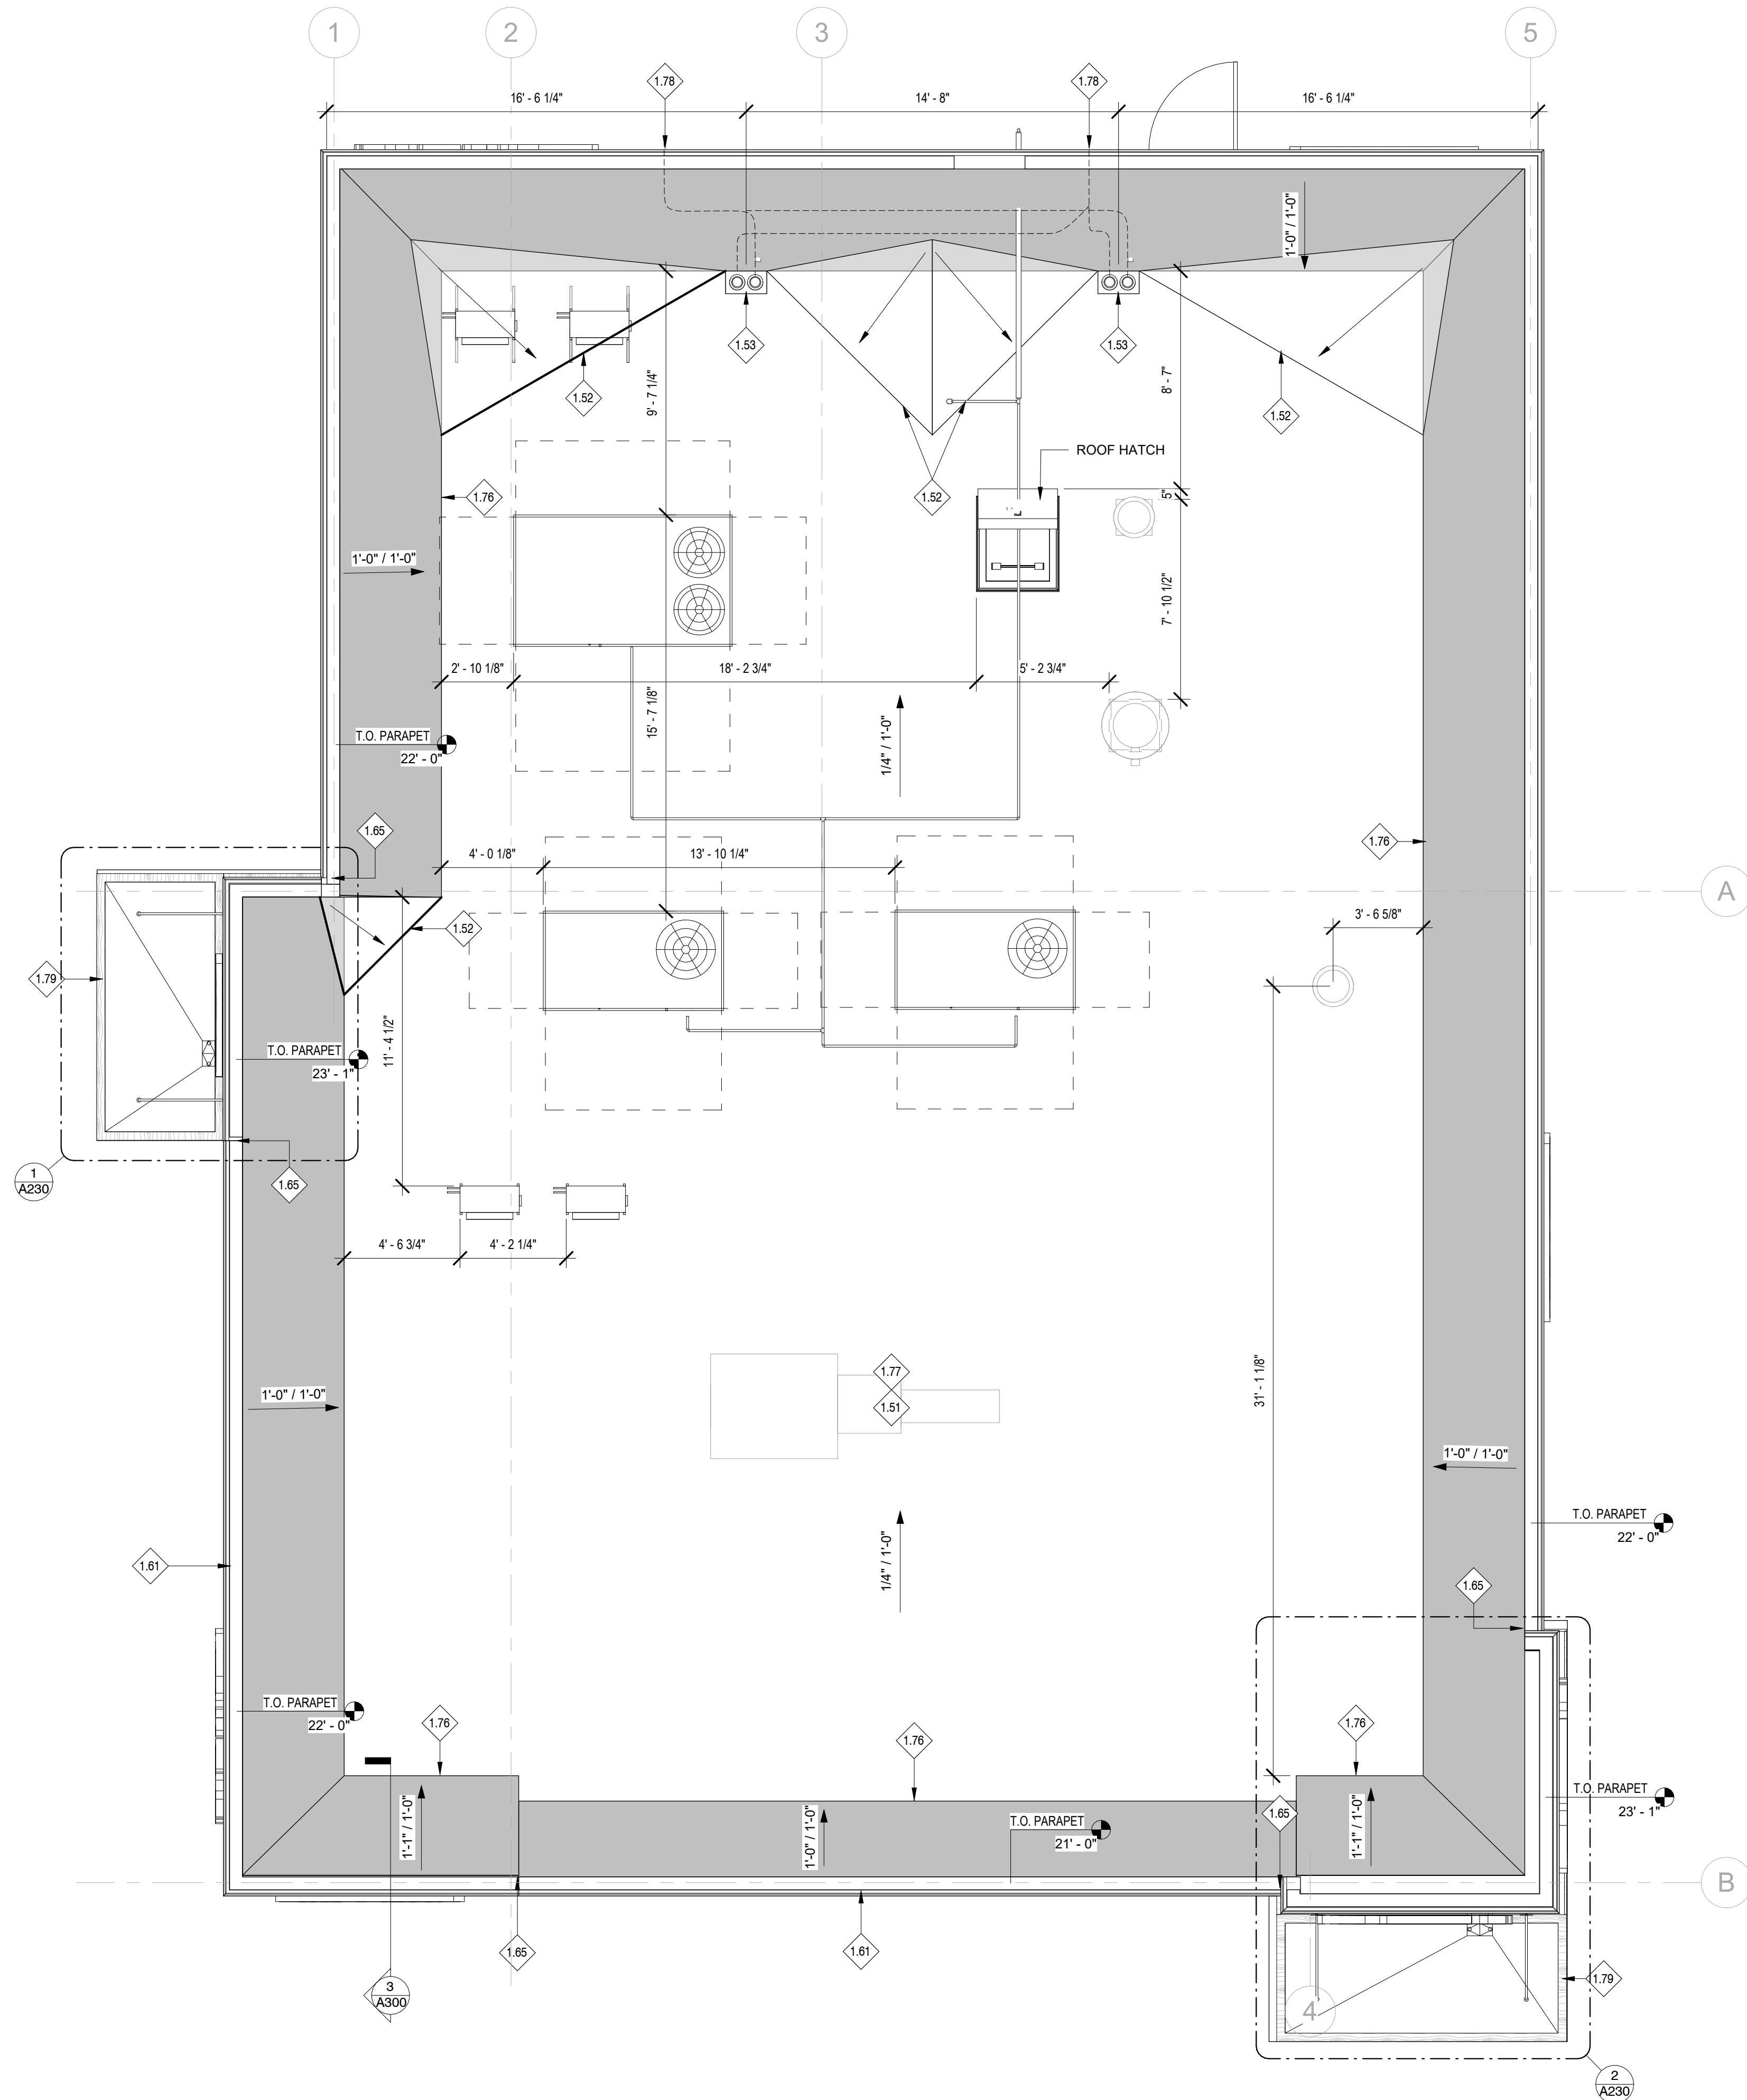 1
2
3
5
1.78
1.78
16' - 6 1/4"
14' - 8"
16' - 6 1/4"
1'-0" / 1'-0"
1.53
1.53
1.52
9' - 7 1/4"
8' - 7"
1.52
ROOF HATCH
1.76
1.52
5"
1'-0" / 1'-0"
7' - 10 1/2"
2' - 10 1/8"
18' - 2 3/4"
5' - 2 3/4"
15' - 7 1/8"
T.O. PARAPET
22' - 0"
1/4" / 1'-0"
1.65
4' - 0 1/8"
13' - 10 1/4"
1.76
A
3' - 6 5/8"
1.52
1.79
11' - 4 1/2"
T.O. PARAPET
23' - 1"
1
A230
1.65
4' - 6 3/4"
4' - 2 1/4"
31' - 1 1/8"
1.77
1.51
1'-0" / 1'-0"
1'-0" / 1'-0"
T.O. PARAPET
22' - 0"
1/4" / 1'-0"
1.61
1.65
T.O. PARAPET
22' - 0"
1.76
1.76
1.76
T.O. PARAPET
23' - 1"
1'-1" / 1'-0"
1'-0" / 1'-0"
T.O. PARAPET
21' - 0"
1.65
1'-1" / 1'-0"
B
1.65
1.61
3
A300
4
1.79
2
A230